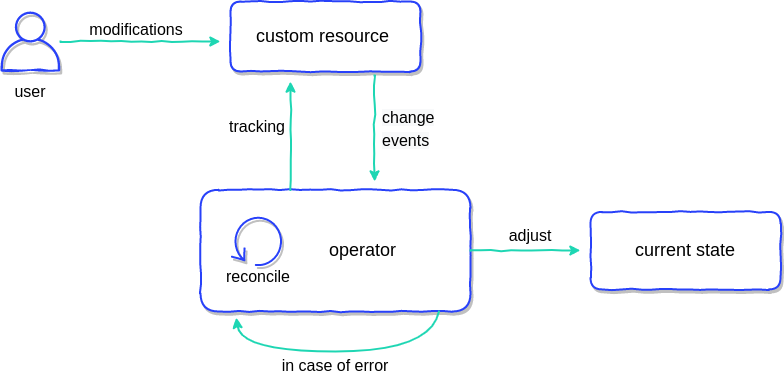 modifications
custom resource
user
tracking
change
events
operator
reconcile
adjust
current state
in case of error